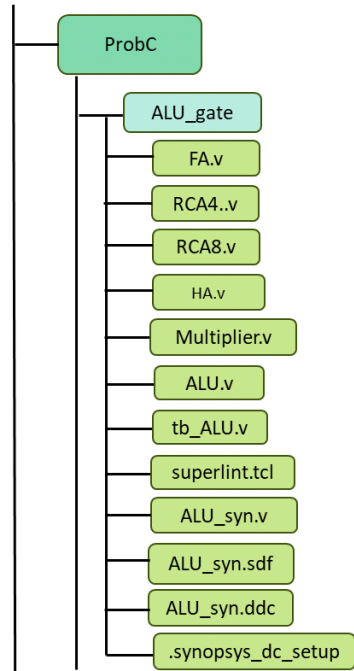 ProbC
ALU_gate
FA.v
RCA4..v
RCA8.v
HA.v
Multiplier.v
ALU.v
tb_ALU.v
superlint.tcl
ALU_syn.v
ALU_syn.sdf
ALU_syn.ddc
.synopsys_dc_setup